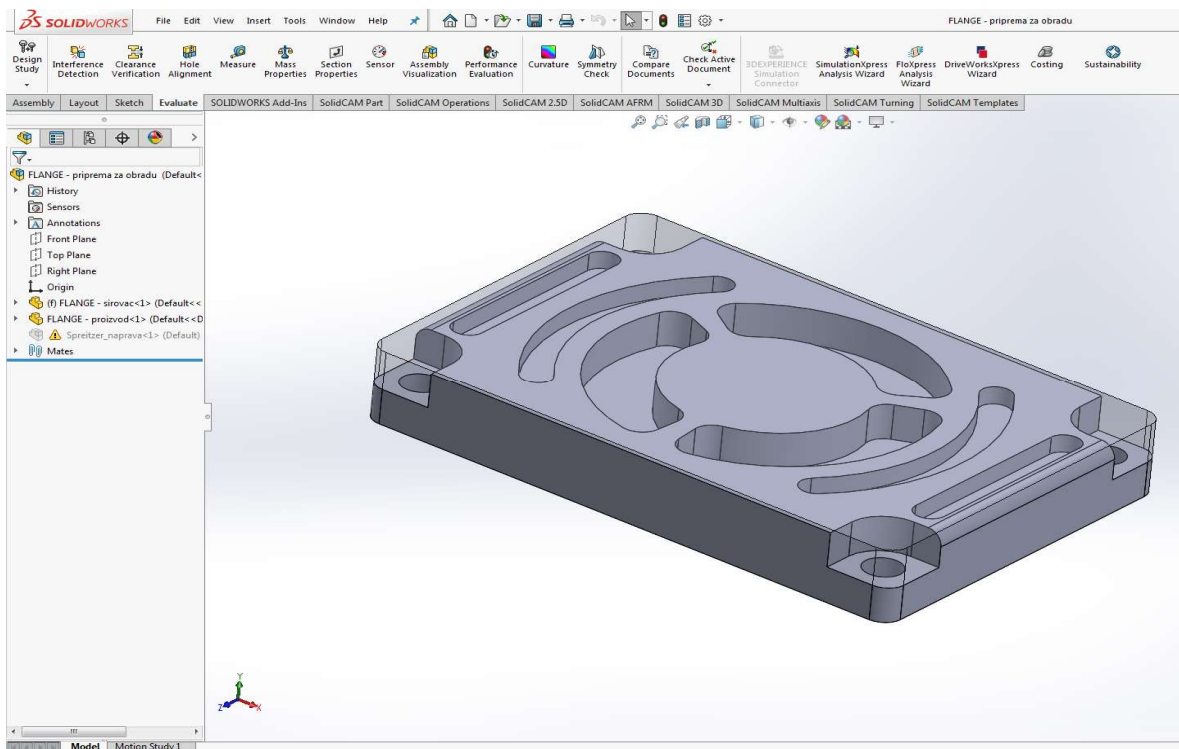 SOLIDWORKS File Edit View Insert Tools Window Help FLANGE - priprema za obradu
Design Study
Interference Detection
Clearance Verification
Hole Alignment
Measure
Mass Properties
Section Properties
Sensor
Assembly Visualization
Performance Evaluation
Curvature
Symmetry Check
Compare Documents
Check Active Document
3DEXPERIENCE Simulation Connector
SimulationXpress Analysis Wizard
FloXpress Analysis Wizard
DriveWorksXpress Wizard
Costing
Sustainability
Assembly Layout Sketch Evaluate SOLIDWORKS Add-Ins SolidCAM Part SolidCAM Operations SolidCAM 2.5D SolidCAM AFRM SolidCAM 3D SolidCAM Multiaxis SolidCAM Turning SolidCAM Templates
FLANGE - priprema za obradu (Default<
History
Sensors
Annotations
Front Plane
Top Plane
Right Plane
Origin
(f) FLANGE - sirovac<1> (Default<<
FLANGE - proizvod<1> (Default<<D
Spreitzer_naprava<1> (Default)
Mates
Y
Z X
Model Motion Study 1